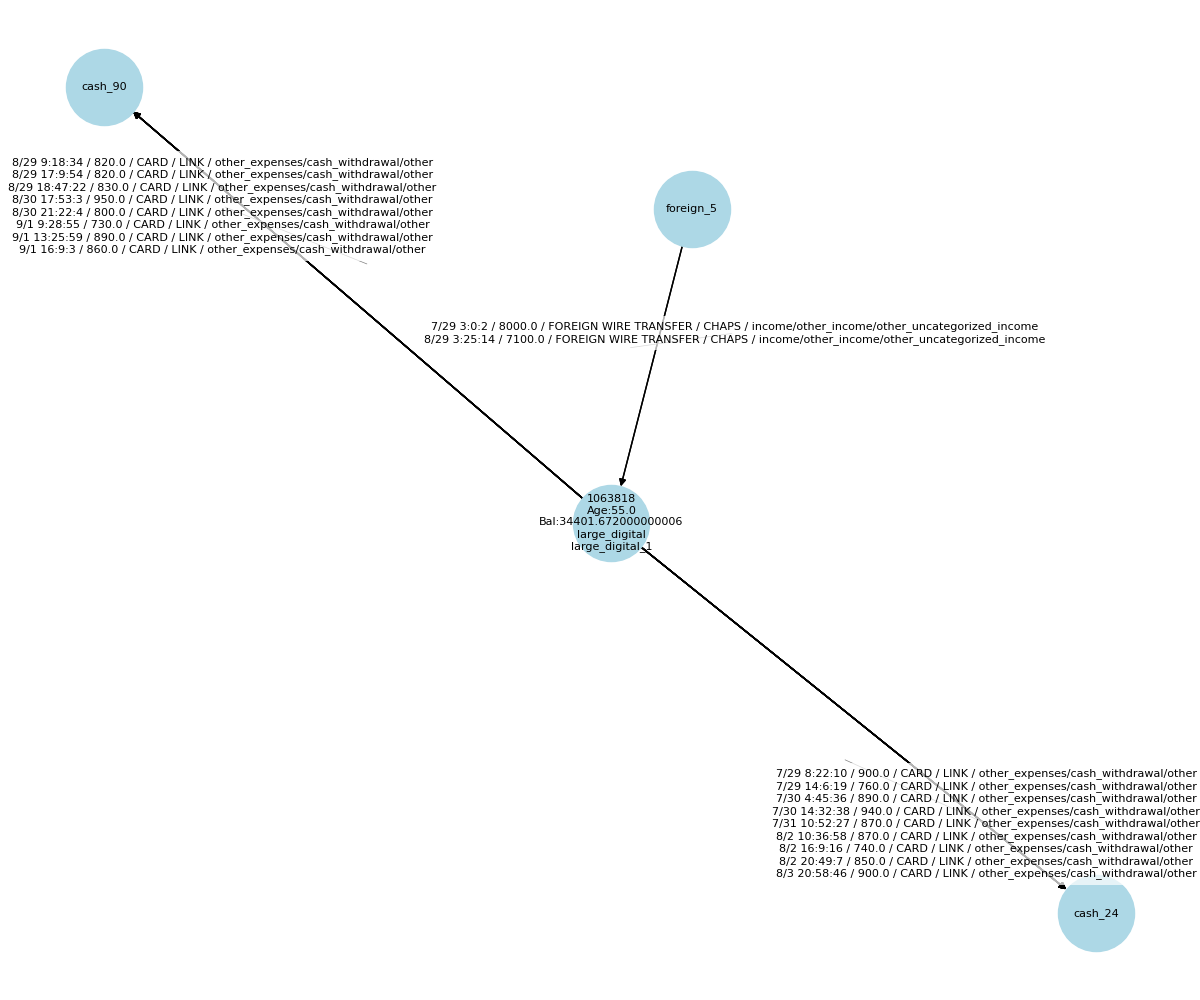 cash_90
8/29 9:18:34 / 820.0 / CARD / LINK / other_expenses/cash_withdrawal/other
8/29 17:9:54 / 820.0 / CARD / LINK / other_expenses/cash_withdrawal/other
8/29 18:47:22 / 830.0 / CARD / LINK / other_expenses/cash_withdrawal/other
8/30 17:53:3 / 950.0 / CARD / LINK / other_expenses/cash_withdrawal/other
8/30 21:22:4 / 800.0 / CARD / LINK / other_expenses/cash_withdrawal/other
9/1 9:28:55 / 730.0 / CARD / LINK / other_expenses/cash_withdrawal/other
9/1 13:25:59 / 890.0 / CARD / LINK / other_expenses/cash_withdrawal/other
9/1 16:9:3 / 860.0 / CARD / LINK / other_expenses/cash_withdrawal/other
foreign_5
7/29 3:0:2 / 8000.0 / FOREIGN WIRE TRANSFER / CHAPS / income/other_income/other_uncategorized_income
8/29 3:25:14 / 7100.0 / FOREIGN WIRE TRANSFER / CHAPS / income/other_income/other_uncategorized_income
1063818
Age:55.0
Bal:34401.672000000006
large_digital
large_digital_1
7/29 8:22:10 / 900.0 / CARD / LINK / other_expenses/cash_withdrawal/other
7/29 14:6:19 / 760.0 / CARD / LINK / other_expenses/cash_withdrawal/other
7/30 4:45:36 / 890.0 / CARD / LINK / other_expenses/cash_withdrawal/other
7/30 14:32:38 / 940.0 / CARD / LINK / other_expenses/cash_withdrawal/other
7/31 10:52:27 / 870.0 / CARD / LINK / other_expenses/cash_withdrawal/other
8/2 10:36:58 / 870.0 / CARD / LINK / other_expenses/cash_withdrawal/other
8/2 16:9:16 / 740.0 / CARD / LINK / other_expenses/cash_withdrawal/other
8/2 20:49:7 / 850.0 / CARD / LINK / other_expenses/cash_withdrawal/other
8/3 20:58:46 / 900.0 / CARD / LINK / other_expenses/cash_withdrawal/other
cash_24